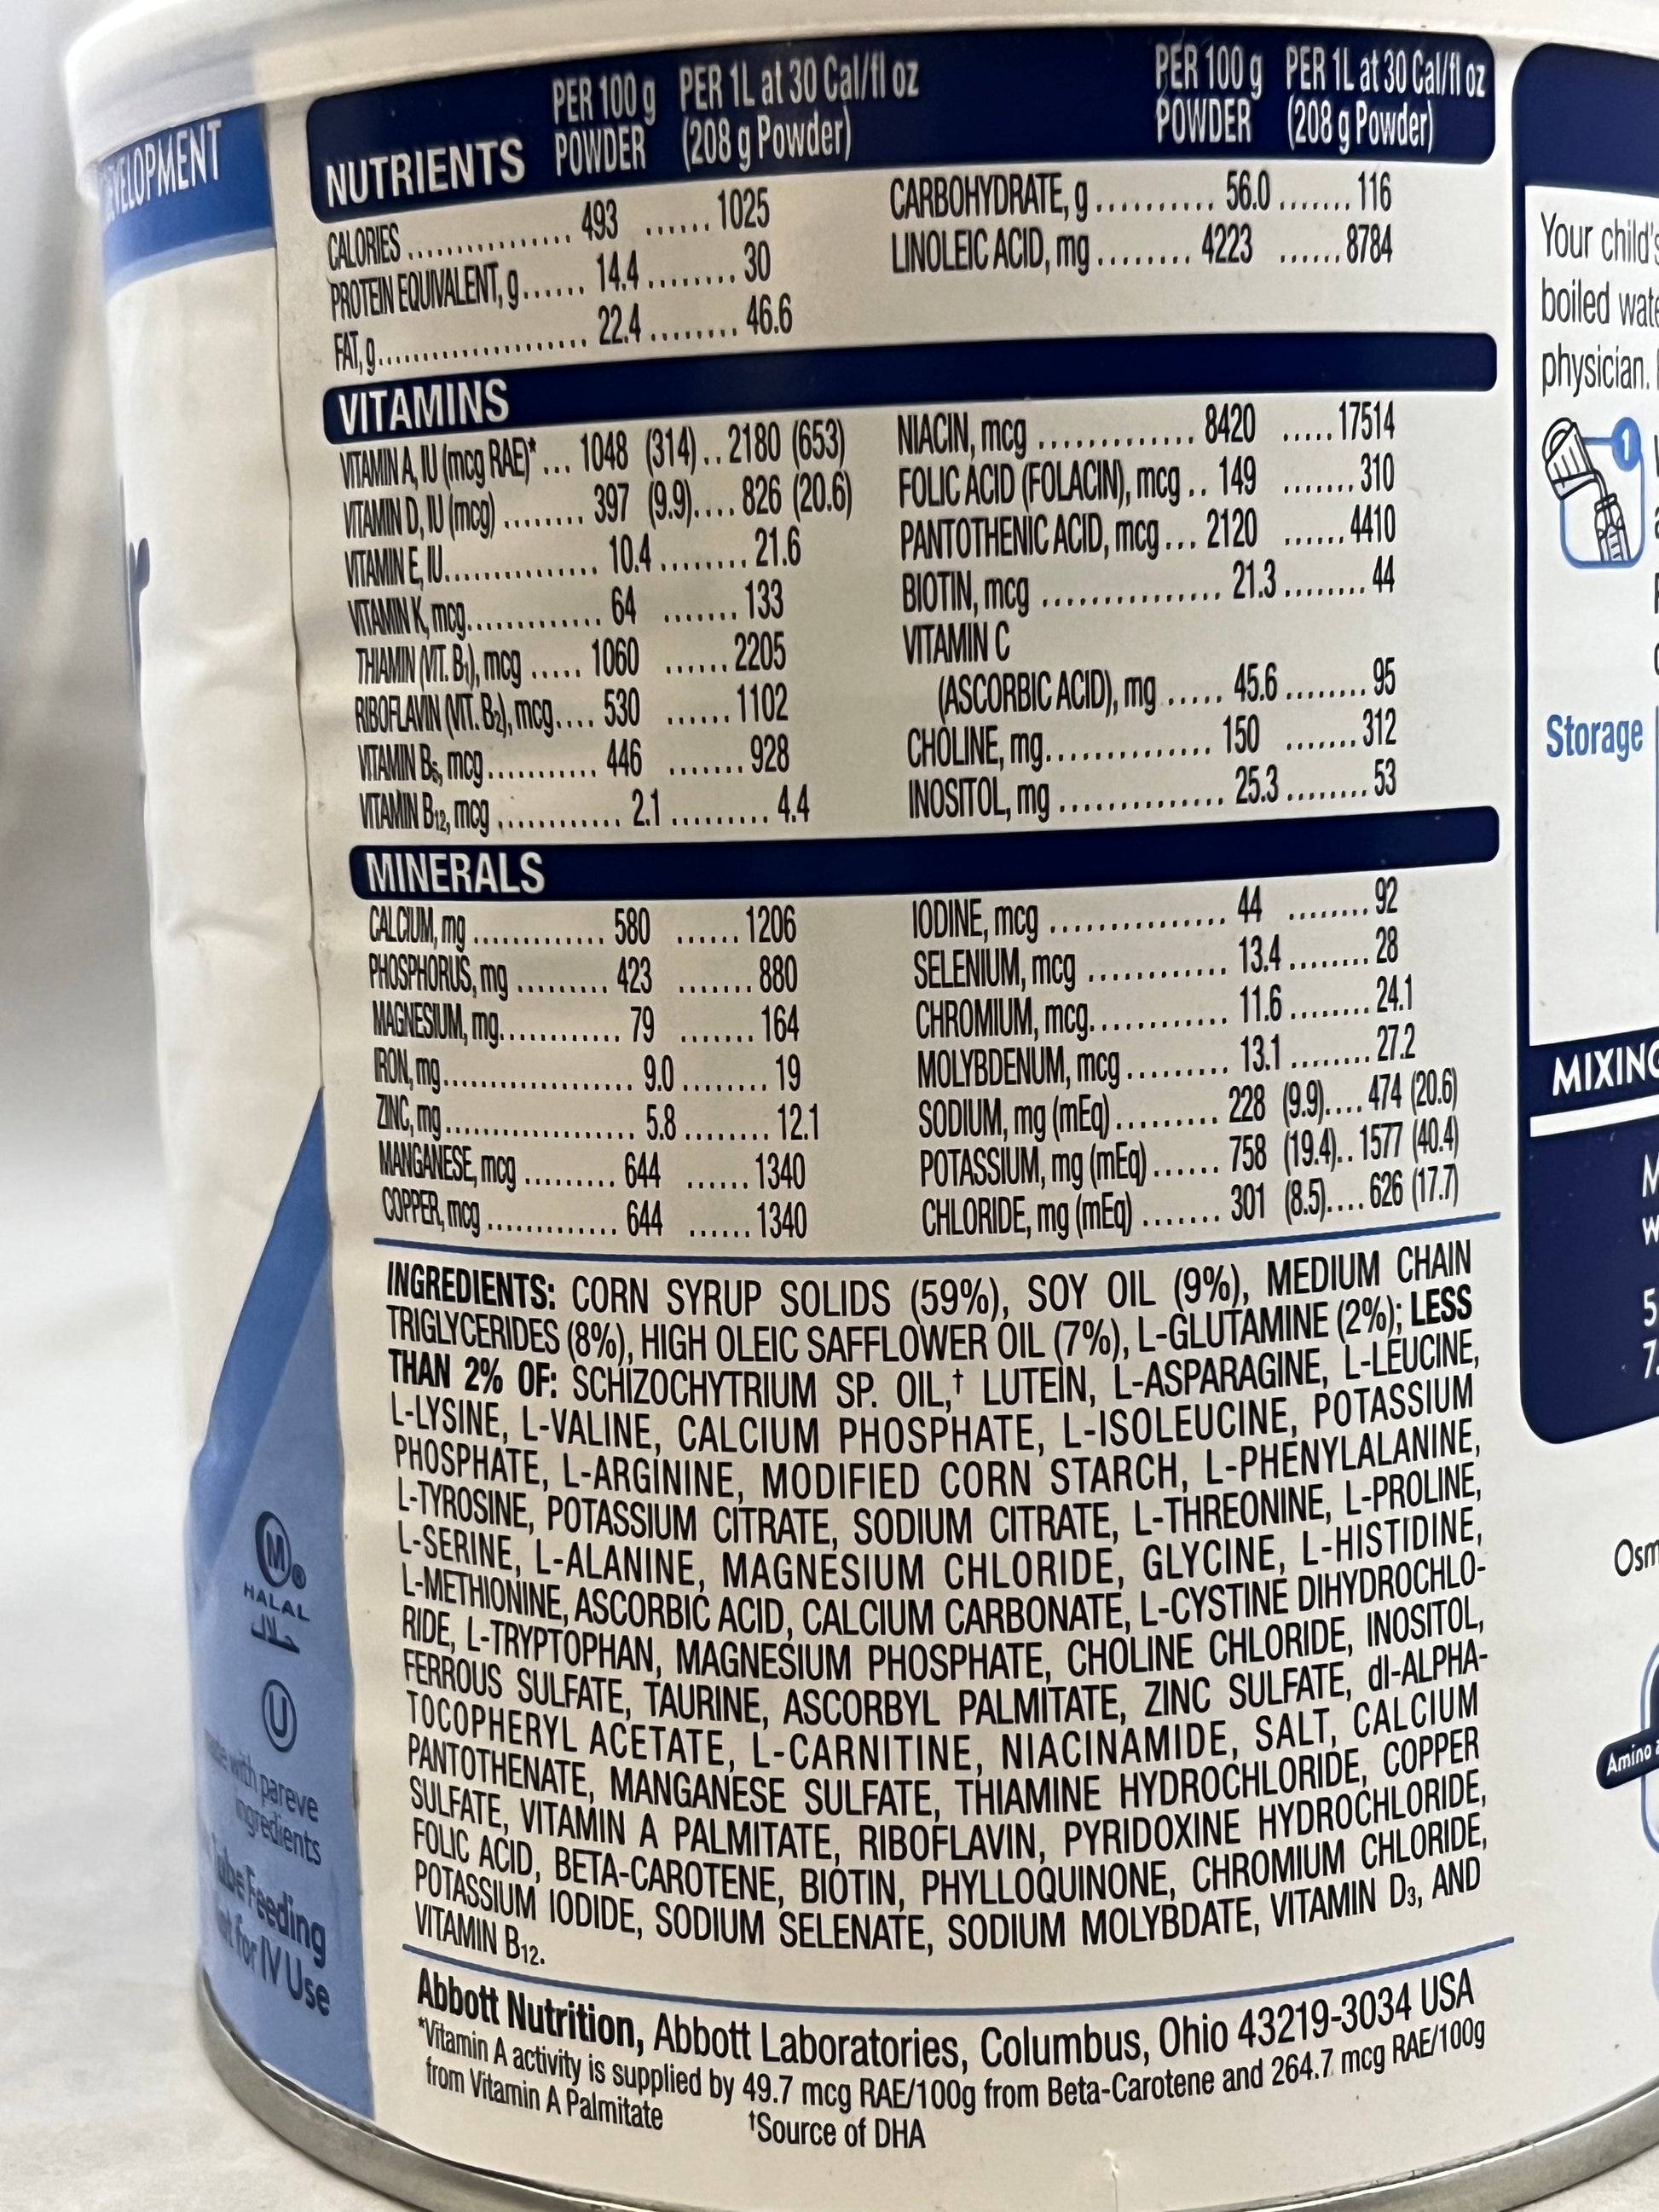 EVELOPMENT
NUTRIENTS PER 100 g POWDER PER 1L at 30 Cal/fl oz (208 g Powder) PER 100 g POWDER PER 1L at 30 Cal/fl oz (208 g Powder)
CALORIES ............... 493 ...... 1025
PROTEIN EQUIVALENT, g...... 14.4 ........ 30
FAT, g.................... 22.4 ........ 46.6
CARBOHYDRATE, g .......... 56.0 ....... 116
LINOLEIC ACID, mg ........ 4223 ...... 8784
VITAMINS
VITAMIN A, IU (mcg RAE)* ... 1048 (314) .. 2180 (653)
VITAMIN D, IU (mcg) ........ 397 (9.9).... 826 (20.6)
VITAMIN E, IU............... 10.4 ........ 21.6
VITAMIN K, mcg............. 64 ....... 133
THIAMIN (VIT. B1), mcg ..... 1060 ...... 2205
RIBOFLAVIN (VIT. B2), mcg.... 530 ...... 1102
VITAMIN B6, mcg........... 446 ....... 928
VITAMIN B12, mcg ............ 2.1 ......... 4.4
NIACIN, mcg ............. 8420 ..... 17514
FOLIC ACID (FOLACIN), mcg .. 149 ....... 310
PANTOTHENIC ACID, mcg ... 2120 ...... 4410
BIOTIN, mcg ............... 21.3 ........ 44
VITAMIN C
(ASCORBIC ACID), mg ..... 45.6 ........ 95
CHOLINE, mg.............. 150 ....... 312
INOSITOL, mg .............. 25.3 ........ 53
MINERALS
CALCIUM, mg ............. 580 ...... 1206
PHOSPHORUS, mg ......... 423 ....... 880
MAGNESIUM, mg............ 79 ....... 164
IRON, mg.................. 9.0 ........ 19
ZINC, mg.................. 5.8 ........ 12.1
MANGANESE, mcg ......... 644 ...... 1340
COPPER, mcg ............. 644 ...... 1340
IODINE, mcg .............. 44 ........ 92
SELENIUM, mcg ............ 13.4 ........ 28
CHROMIUM, mcg............ 11.6 ........ 24.1
MOLYBDENUM, mcg ......... 13.1 ........ 27.2
SODIUM, mg (mEq) ......... 228 (9.9).... 474 (20.6)
POTASSIUM, mg (mEq) ...... 758 (19.4).. 1577 (40.4)
CHLORIDE, mg (mEq) ....... 301 (8.5).... 626 (17.7)
INGREDIENTS: CORN SYRUP SOLIDS (59%), SOY OIL (9%), MEDIUM CHAIN
TRIGLYCERIDES (8%), HIGH OLEIC SAFFLOWER OIL (7%), L-GLUTAMINE (2%); LESS
THAN 2% OF: SCHIZOCHYTRIUM SP. OIL,† LUTEIN, L-ASPARAGINE, L-LEUCINE,
L-LYSINE, L-VALINE, CALCIUM PHOSPHATE, L-ISOLEUCINE, POTASSIUM
PHOSPHATE, L-ARGININE, MODIFIED CORN STARCH, L-PHENYLALANINE,
L-TYROSINE, POTASSIUM CITRATE, SODIUM CITRATE, L-THREONINE, L-PROLINE,
L-SERINE, L-ALANINE, MAGNESIUM CHLORIDE, GLYCINE, L-HISTIDINE,
L-METHIONINE, ASCORBIC ACID, CALCIUM CARBONATE, L-CYSTINE DIHYDROCHLO-
RIDE, L-TRYPTOPHAN, MAGNESIUM PHOSPHATE, CHOLINE CHLORIDE, INOSITOL,
FERROUS SULFATE, TAURINE, ASCORBYL PALMITATE, ZINC SULFATE, dl-ALPHA-
TOCOPHERYL ACETATE, L-CARNITINE, NIACINAMIDE, SALT, CALCIUM
PANTOTHENATE, MANGANESE SULFATE, THIAMINE HYDROCHLORIDE, COPPER
SULFATE, VITAMIN A PALMITATE, RIBOFLAVIN, PYRIDOXINE HYDROCHLORIDE,
FOLIC ACID, BETA-CAROTENE, BIOTIN, PHYLLOQUINONE, CHROMIUM CHLORIDE,
POTASSIUM IODIDE, SODIUM SELENATE, SODIUM MOLYBDATE, VITAMIN D3, AND
VITAMIN B12.
Abbott Nutrition, Abbott Laboratories, Columbus, Ohio 43219-3034 USA
*Vitamin A activity is supplied by 49.7 mcg RAE/100g from Beta-Carotene and 264.7 mcg RAE/100g
from Vitamin A Palmitate †Source of DHA
M®
HALAL
حلال
U
with pareve
ingredients
Tube Feeding
for IV Use
Your child's
boiled
physician.
1
Storage
MIXING
Osm
Amino